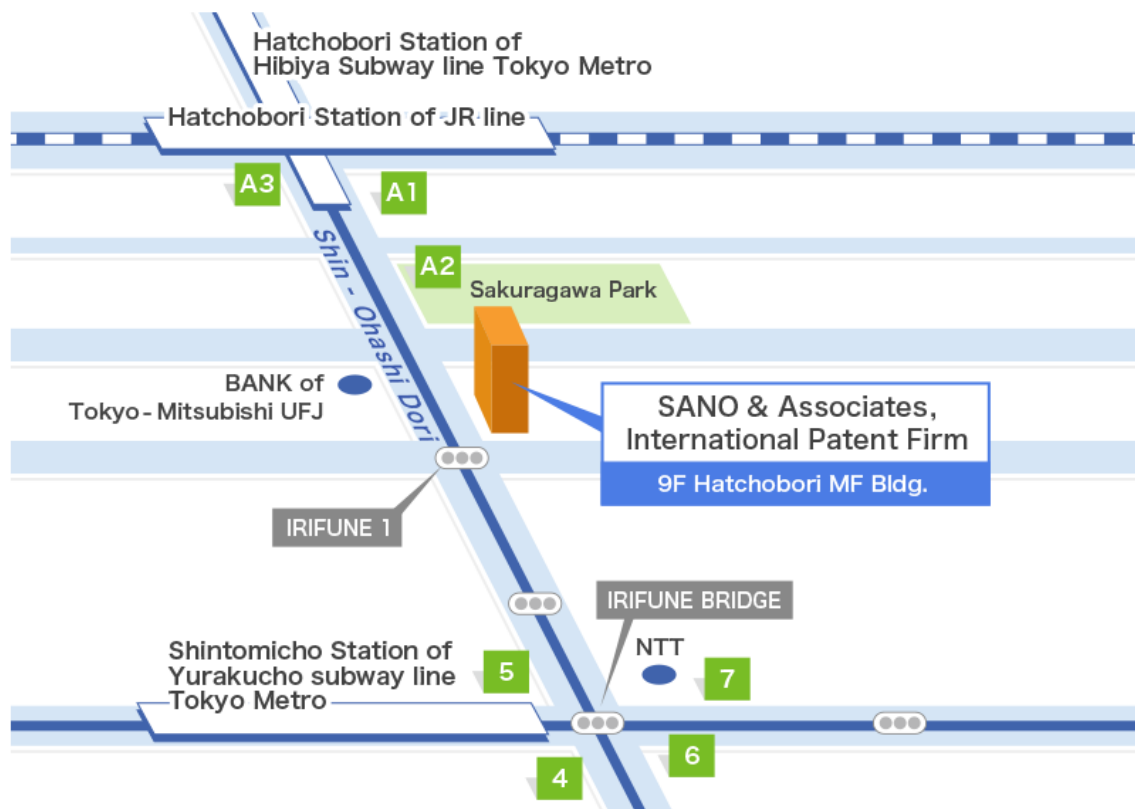 Hatchobori Station of
Hibiya Subway line Tokyo Metro
Hatchobori Station of JR line
A3
A1
Shin - Ohashi Dori
A2
Sakuragawa Park
BANK of
Tokyo-Mitsubishi UFJ
SANO & Associates,
International Patent Firm
9F Hatchobori MF Bldg.
IRIFUNE 1
IRIFUNE BRIDGE
Shintomicho Station of
Yurakucho subway line
Tokyo Metro
5
NTT
7
6
4